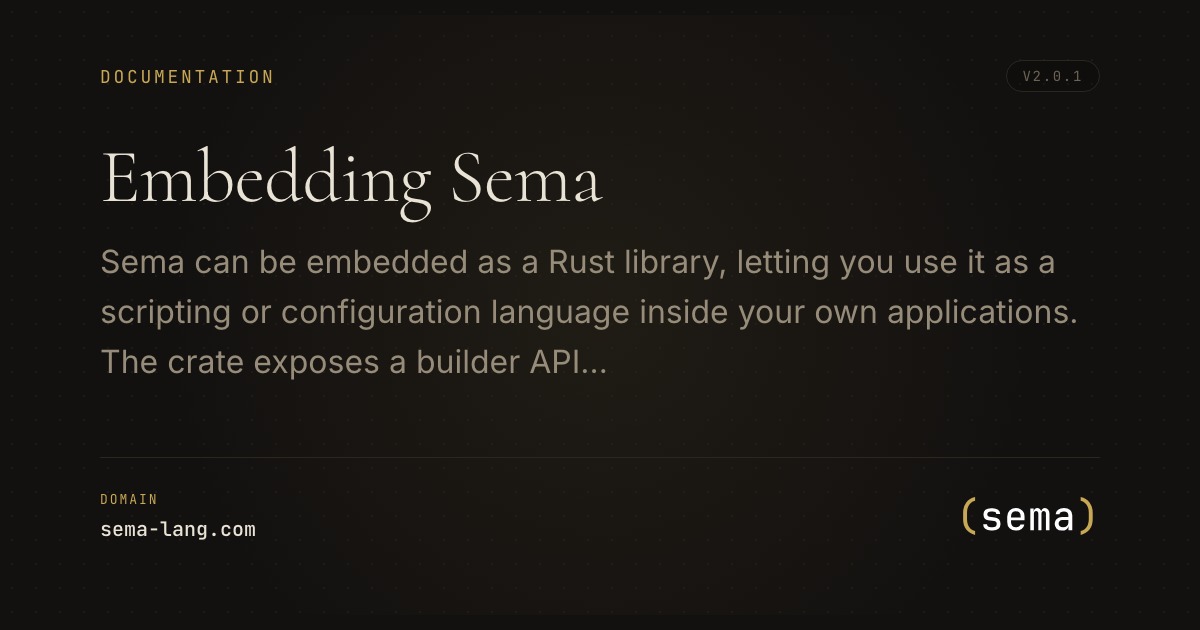 DOCUMENTATION
V2.0.1
Embedding Sema
Sema can be embedded as a Rust library, letting you use it as a
scripting or configuration language inside your own applications.
The crate exposes a builder API...
DOMAIN
sema-lang.com
(sema)